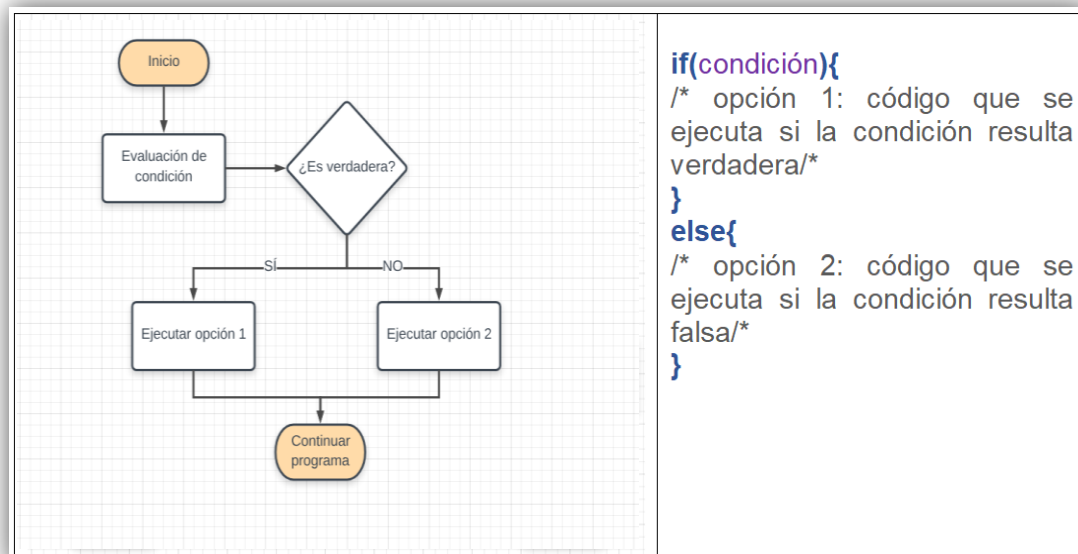 Inicio
Evaluación de
condición
¿Es verdadera?
SÍ
NO
Ejecutar opción 1
Ejecutar opción 2
Continuar
programa
if(condición){
/* opción 1: código que se
ejecuta si la condición resulta
verdadera/*
}
else{
/* opción 2: código que se
ejecuta si la condición resulta
falsa/*
}